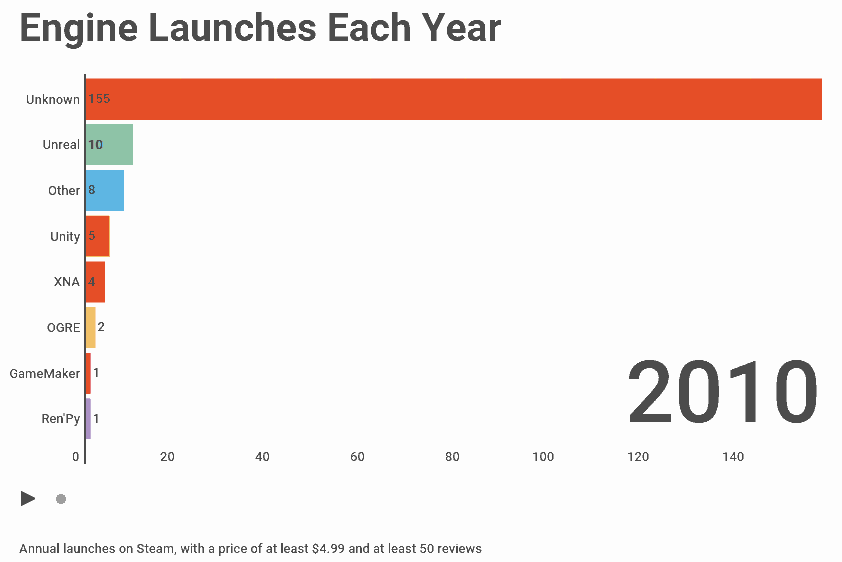 Engine Launches Each Year
Unknown 155
Unreal 10
Other 8
Unity 5
XNA 4
OGRE 2
GameMaker 1
Ren'Py 1
2010
0 20 40 60 80 100 120 140
Annual launches on Steam, with a price of at least $4.99 and at least 50 reviews